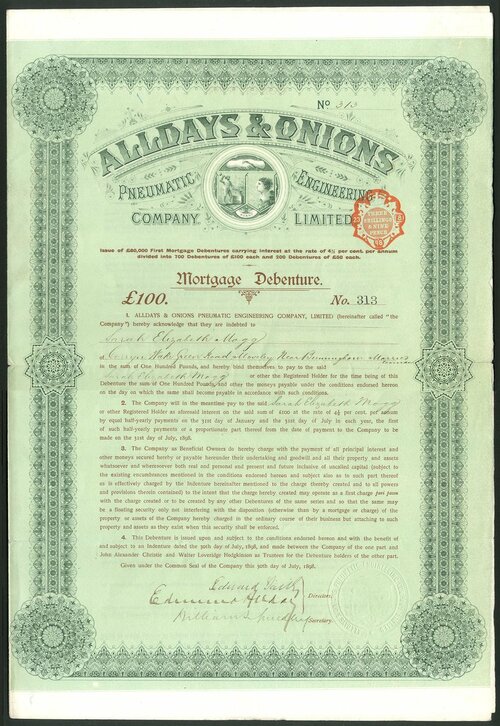 No 313
ALLDAYS & ONIONS
PNEUMATIC ENGINEERING
COMPANY LIMITED
THREE SHILLINGS & NINE PENCE
Issue of £80,000 First Mortgage Debentures carrying interest at the rate of 4½ per cent. per annum
divided into 700 Debentures of £100 each and 200 Debentures of £50 each.
Mortgage Debenture.
£100. No. 313
1. ALLDAYS & ONIONS PNEUMATIC ENGINEERING COMPANY, LIMITED (hereinafter called "the
Company") hereby acknowledge that they are indebted to
Sarah Elizabeth Mogg
Wake Green Road Moseley Near Birmingham
in the sum of One Hundred Pounds, and hereby bind themselves to pay to the said
Sarah Elizabeth Mogg or other the Registered Holder for the time being of this
Debenture the sum of One Hundred Pounds, and other the moneys payable under the conditions endorsed hereon
on the day on which the same shall become payable in accordance with such conditions.
2. The Company will in the meantime pay to the said Sarah Elizabeth Mogg
or other Registered Holder as aforesaid interest on the said sum of £100 at the rate of 4½ per cent. per annum
by equal half-yearly payments on the 31st day of January and the 31st day of July in each year, the first
of such half-yearly payments or a proportionate part thereof from the date of payment to the Company to be
made on the 31st day of July, 1898.
3. The Company as Beneficial Owners do hereby charge with the payment of all principal interest and
other moneys secured hereby or payable hereunder their undertaking and goodwill and all their property and assets
whatsoever and wheresoever both real and personal and present and future inclusive of uncalled capital (subject to
the existing encumbrances mentioned in the conditions endorsed hereon and subject also as to such part thereof
as is effectively charged by the Indenture hereinafter mentioned to the charge thereby created and to all powers
and provisions therein contained) to the intent that the charge hereby created may operate as a first charge pari passu
with the charge created or to be created by any other Debentures of the same series and so that the same may
be a floating security only not interfering with the disposition (otherwise than by a mortgage or charge) of the
property or assets of the Company hereby charged in the ordinary course of their business but attaching to such
property and assets as they exist when this security shall be enforced.
4. This Debenture is issued upon and subject to the conditions endorsed hereon and with the benefit of
and subject to an Indenture dated the 30th day of July, 1898, and made between the Company of the one part and
John Alexander Christie and Walter Loveridge Hodgkinson as Trustees for the Debenture holders of the other part.
Given under the Common Seal of the Company this 30th day of July, 1898.
Edward
Edmund Allday Directors.
William Secretary.